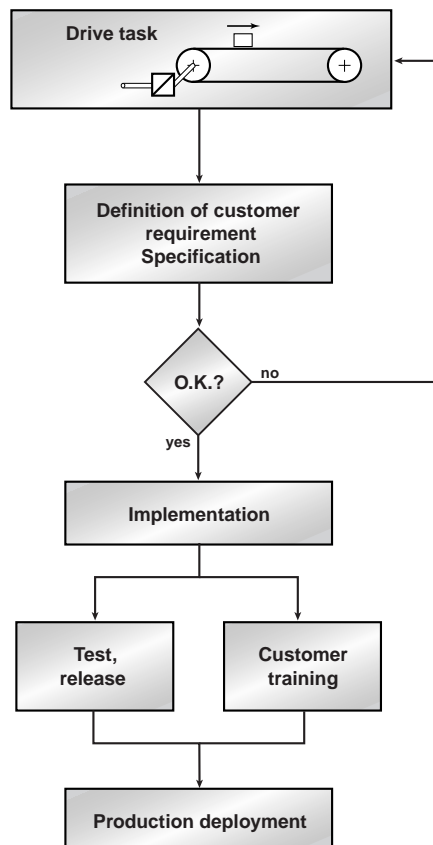 Drive task
Definition of customer
requirement
Specification
O.K.?
no
yes
Implementation
Test,
release
Customer
training
Production deployment